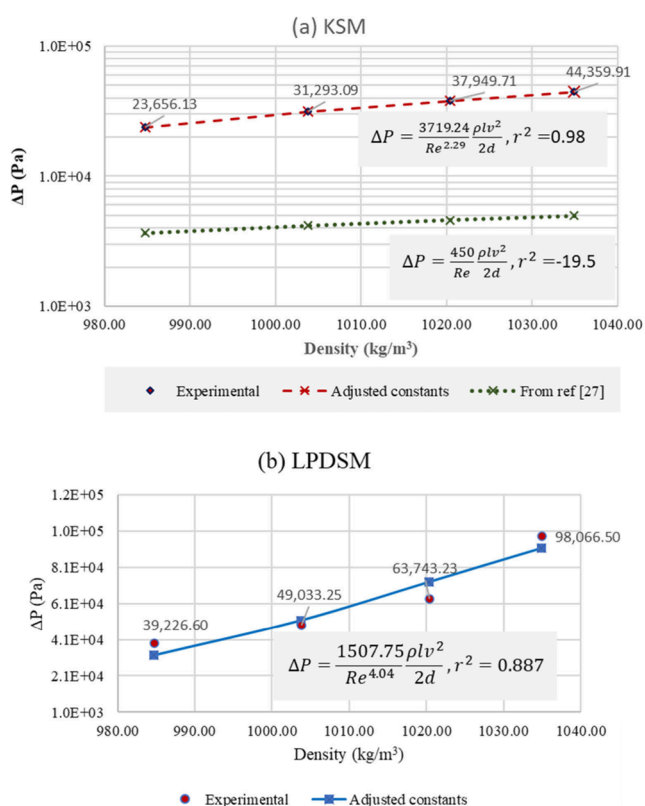 (a) KSM
1.0E+05
1.0E+04
1.0E+03
ΔP (Pa)
23,656.13
31,293.09
37,949.71
44,359.91
ΔP = 3719.24/Re^2.29 ρlv²/2d, r² =0.98
ΔP = 450/Re ρlv²/2d, r² =-19.5
980.00 990.00 1000.00 1010.00 1020.00 1030.00 1040.00
Density (kg/m³)
Experimental Adjusted constants From ref [27]
(b) LPDSM
1.2E+05
1.0E+05
8.1E+04
6.1E+04
4.1E+04
2.1E+04
1.0E+03
ΔP (Pa)
39,226.60
49,033.25
63,743.23
98,066.50
ΔP = 1507.75/Re^4.04 ρlv²/2d, r² = 0.887
980.00 990.00 1000.00 1010.00 1020.00 1030.00 1040.00
Density (kg/m³)
Experimental Adjusted constants